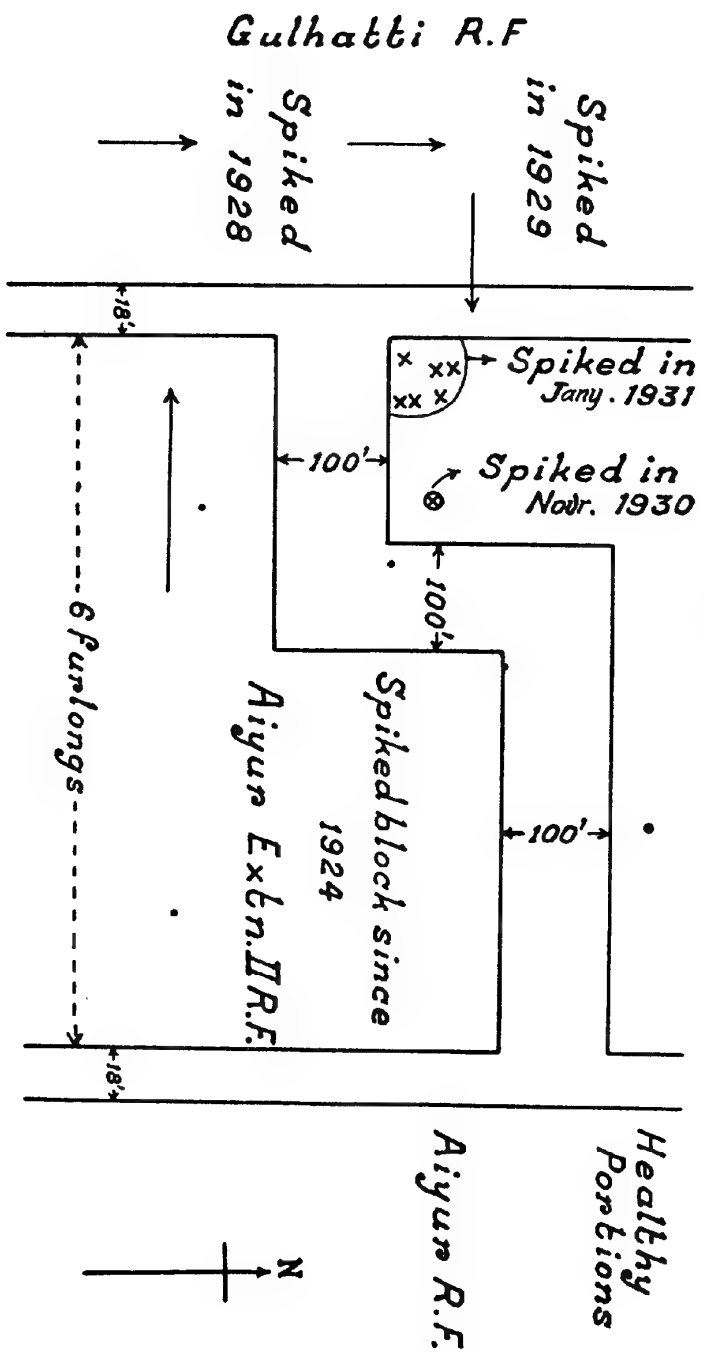 Gulhatti R.F
Spiked
in 1928
Spiked
in 1929
18'
Spiked in
Jany. 1931
100'
Spiked in
Novr. 1930
100'
6 furlongs
Spiked block since
1924
Aiyur Extn. II R.F.
100'
18'
Healthy
Portions
Aiyur R.F.
N